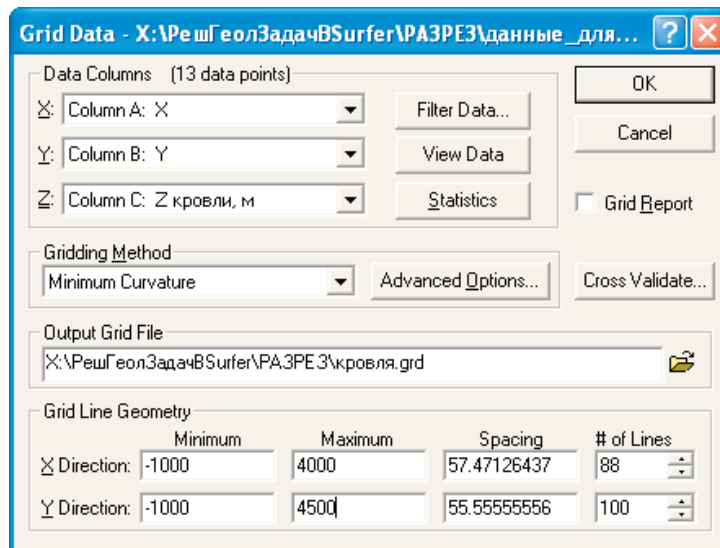 Grid Data - X:\РешГеолЗадачВSurfer\РАЗРЕЗ\данные_для...
Data Columns (13 data points)
X: Column A: X
Filter Data...
OK
Y: Column B: Y
View Data
Cancel
Z: Column C: Z кровли, м
Statistics
Grid Report
Gridding Method
Minimum Curvature
Advanced Options...
Cross Validate...
Output Grid File
X:\РешГеолЗадачВSurfer\РАЗРЕЗ\кровля.grd
Grid Line Geometry
Minimum Maximum Spacing # of Lines
X Direction: -1000 4000 57.47126437 88
Y Direction: -1000 4500 55.55555556 100